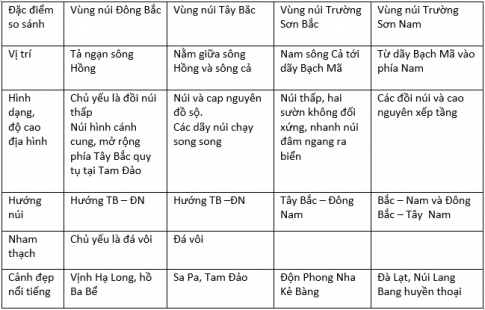 Đặc điểm so sánh | Vùng núi Đông Bắc | Vùng núi Tây Băc | Vùng núi Trường Sơn Bắc | Vùng núi Trường Sơn Nam
Vị trí | Tả ngạn sông Hồng | Nằm giữa sông Hồng và sông cả | Nam sông Cả tới dãy Bạch Mã | Từ dãy Bạch Mã vào phía Nam
Hình dạng, độ cao địa hình | Chủ yếu là đồi núi thấp Núi hình cánh cung, mở rộng phía Tây Bắc quy tụ tại Tam Đảo | Núi và cap nguyên đồ sộ. Các dãy núi chạy song song | Núi thấp, hai sườn không đối xứng, nhanh núi đâm ngang ra biển | Các đồi núi và cao nguyên xếp tầng
Hướng núi | Hướng TB – ĐN | Hướng TB –ĐN | Tây Bắc – Đông Nam | Bắc – Nam và Đông Bắc – Tây Nam
Nham thạch | Chủ yếu là đá vôi | Đá vôi
Cảnh đẹp nổi tiếng | Vịnh Hạ Long, hồ Ba Bể | Sa Pa, Tam Đảo | Độn Phong Nha Kẻ Bàng | Đà Lạt, Núi Lang Bang huyền thoại